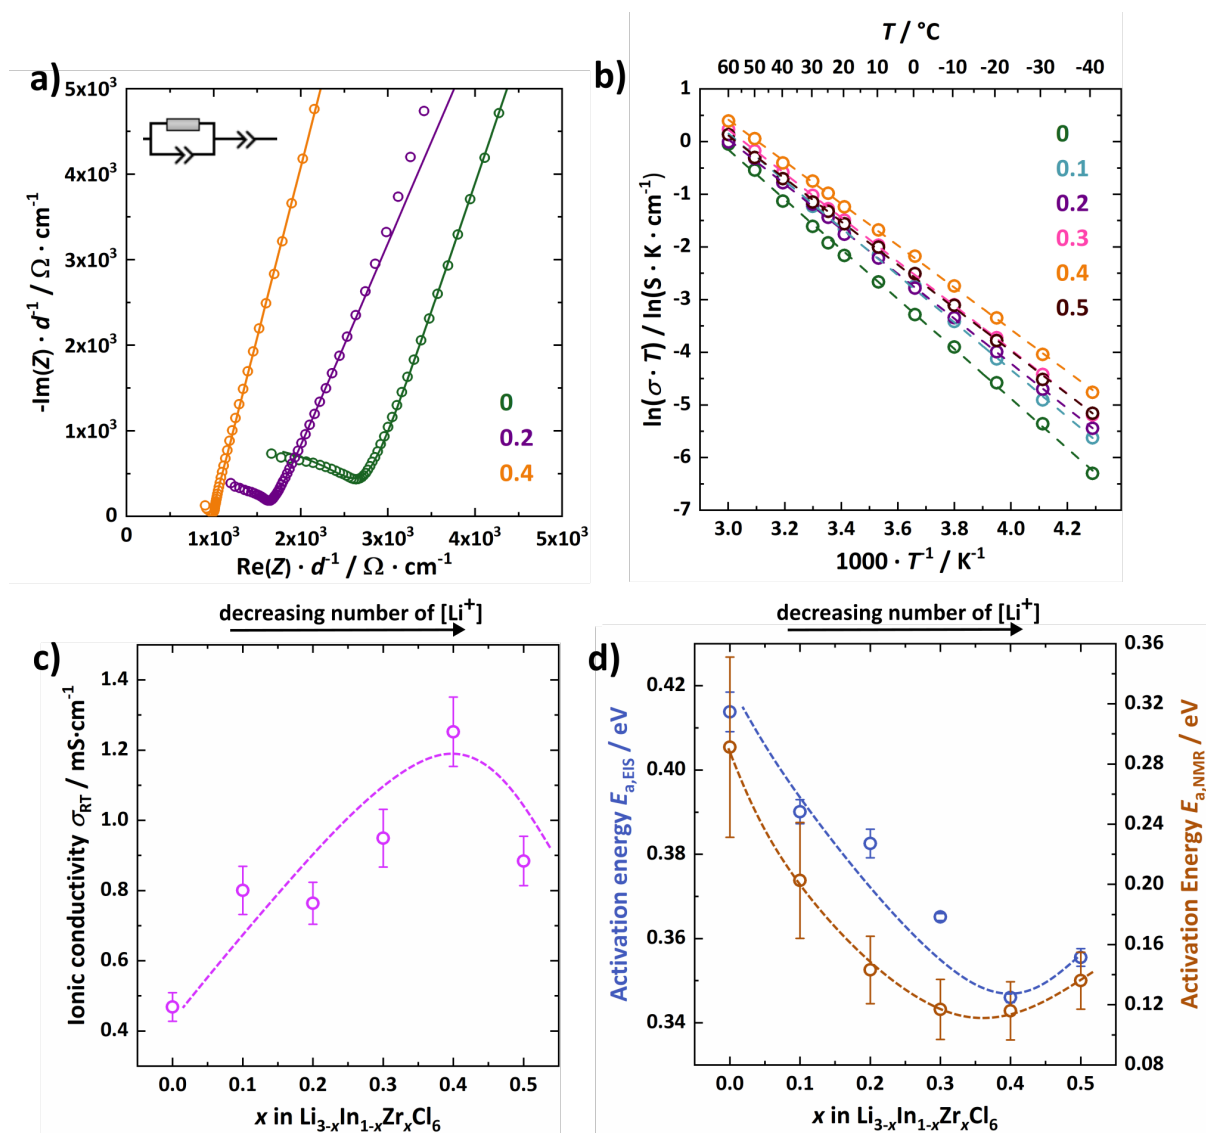 a)
5x10³
4x10³
3x10³
2x10³
1x10³
0
-Im(Z) · d⁻¹ / Ω · cm⁻¹
0
0.2
0.4
0 1x10³ 2x10³ 3x10³ 4x10³ 5x10³
Re(Z) · d⁻¹ / Ω · cm⁻¹
b)
T / °C
60 50 40 30 20 10 0 -10 -20 -30 -40
1
0
-1
-2
-3
-4
-5
-6
-7
ln(σ · T) / ln(S · K · cm⁻¹)
0
0.1
0.2
0.3
0.4
0.5
3.0 3.2 3.4 3.6 3.8 4.0 4.2
1000 · T⁻¹ / K⁻¹
decreasing number of [Li⁺]
c)
1.4
1.2
1.0
0.8
0.6
0.4
Ionic conductivity σRT / mS·cm⁻¹
0.0 0.1 0.2 0.3 0.4 0.5
x in Li₃₋ₓIn₁₋ₓZrₓCl₆
decreasing number of [Li⁺]
d)
0.42
0.40
0.38
0.36
0.34
Activation energy Ea,EIS / eV
0.36
0.32
0.28
0.24
0.20
0.16
0.12
0.08
Activation Energy Ea,NMR / eV
0.0 0.1 0.2 0.3 0.4 0.5
x in Li₃₋ₓIn₁₋ₓZrₓCl₆